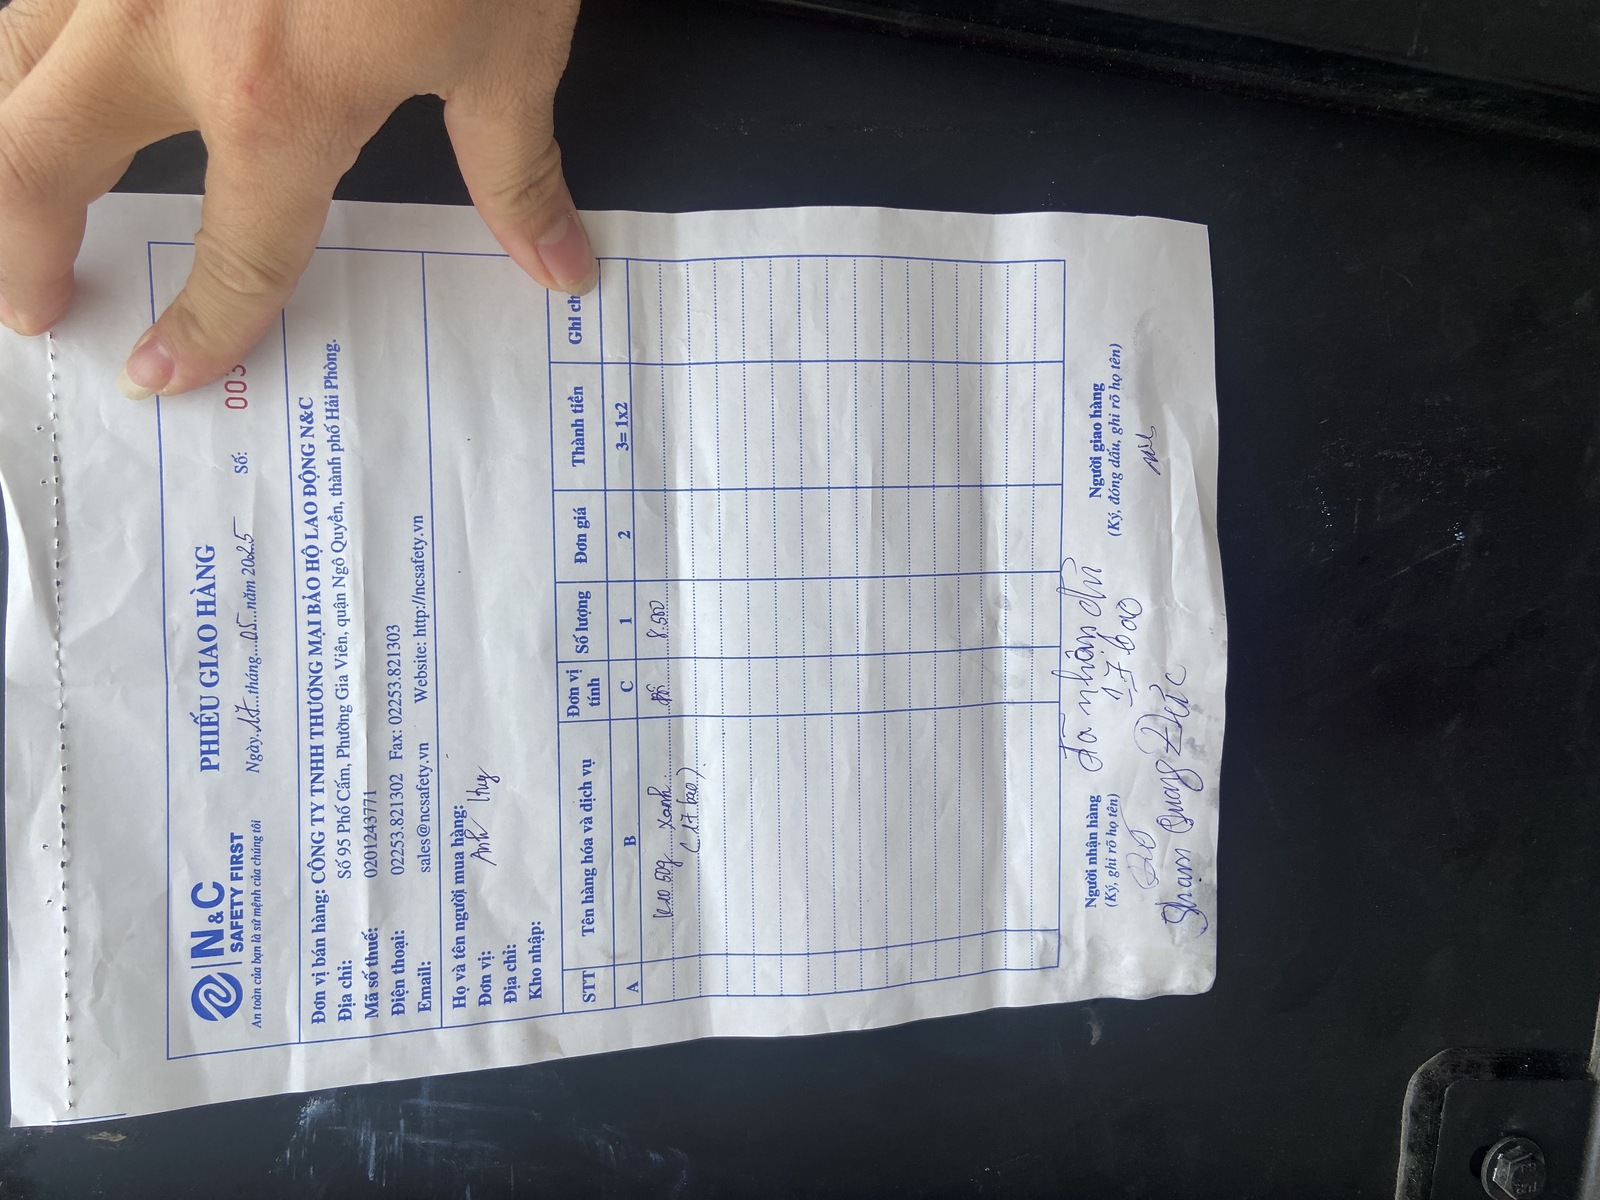 N&C
SAFETY FIRST
An toàn của bạn là sứ mệnh của chúng tôi
PHIẾU GIAO HÀNG
Ngày..17...tháng...05...năm 2025
Số: 003
Đơn vị bán hàng: CÔNG TY TNHH THƯƠNG MẠI BẢO HỘ LAO ĐỘNG N&C
Địa chỉ: Số 95 Phố Cấm, Phường Gia Viên, quận Ngô Quyền, thành phố Hải Phòng.
Mã số thuế: 0201243771
Điện thoại: 02253.821302 Fax: 02253.821303
Email: sales@ncsafety.vn Website: http://ncsafety.vn
Họ và tên người mua hàng:
Anh Huy
Đơn vị:
Địa chỉ:
Kho nhập:
STT Tên hàng hóa và dịch vụ Đơn vị tính Số lượng Đơn giá Thành tiền Ghi ch
A B C 1 2 3= 1x2
50g xanh 8.500
(17 bao)
Người nhận hàng
(Ký, ghi rõ họ tên)
Đã nhận đủ
17 bao
Phạm Quang Đức
Người giao hàng
(Ký, đóng dấu, ghi rõ họ tên)